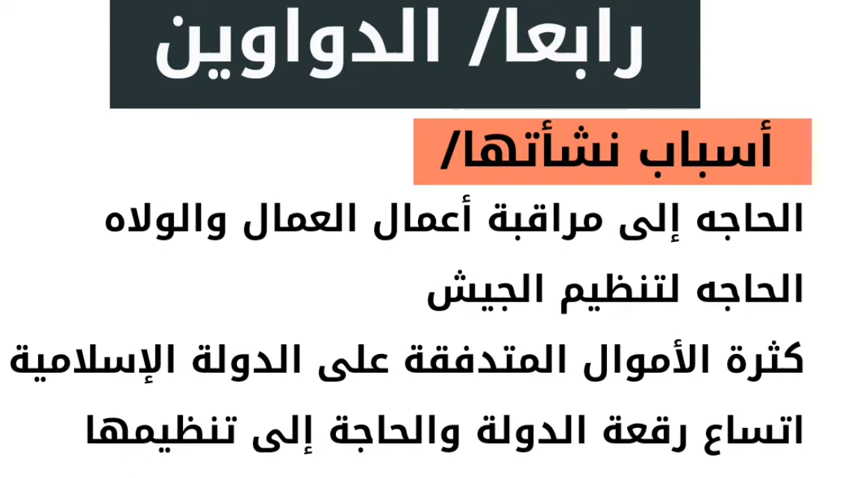 رابعا/ الدواوين
أسباب نشأتها/
الحاجه إلى مراقبة أعمال العمال والولاه
الحاجه لتنظيم الجيش
كثرة الأموال المتدفقة على الدولة الإسلامية
اتساع رقعة الدولة والحاجة إلى تنظيمها